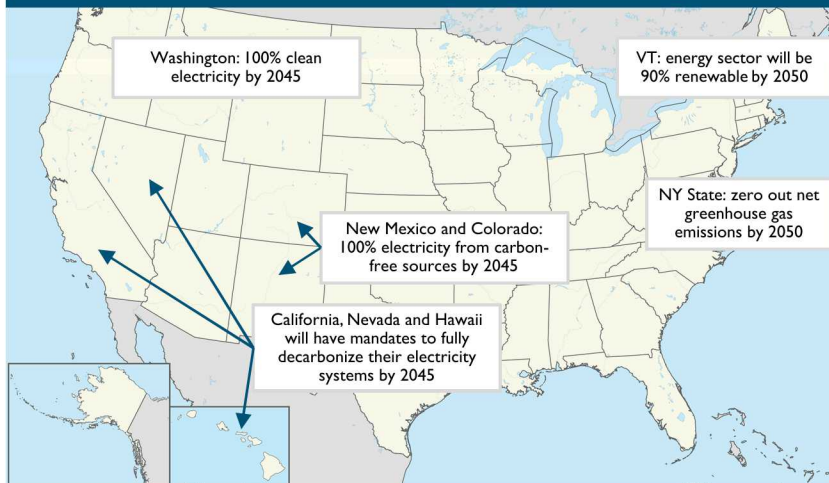 Washington: 100% clean
electricity by 2045
VT: energy sector will be
90% renewable by 2050
NY State: zero out net
greenhouse gas
emissions by 2050
New Mexico and Colorado:
100% electricity from carbon-
free sources by 2045
California, Nevada and Hawaii
will have mandates to fully
decarbonize their electricity
systems by 2045